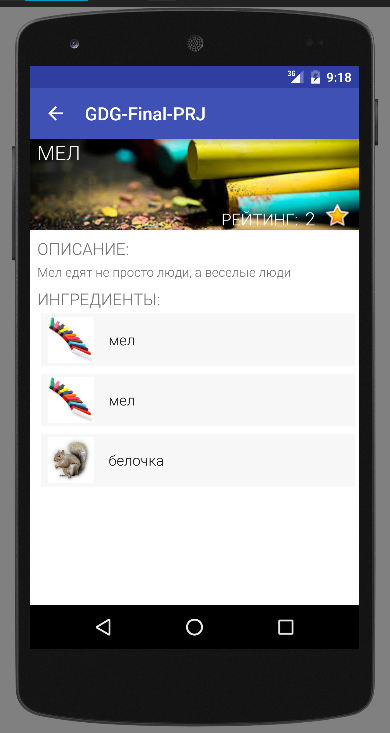 3G 9:18
GDG-Final-PRJ
МЕЛ
РЕЙТИНГ: 2
ОПИСАНИЕ:
Мел едят не просто люди, а веселые люди
ИНГРЕДИЕНТЫ:
мел
мел
белочка